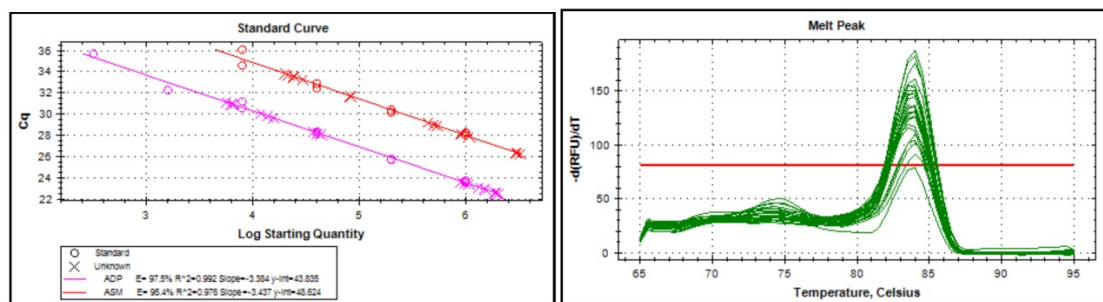 Standard Curve
36
34
32
30
28
26
24
22
Cq
3
4
5
6
Log Starting Quantity
Standard
Unknown
ADP E= 97.5% R^2=0.992 Slope=-3.384 y-int=43.835
ASM E= 95.4% R^2=0.976 Slope=-3.437 y-int=48.624
Melt Peak
150
100
50
0
-d(RFU)/dT
65
70
75
80
85
90
95
Temperature, Celsius